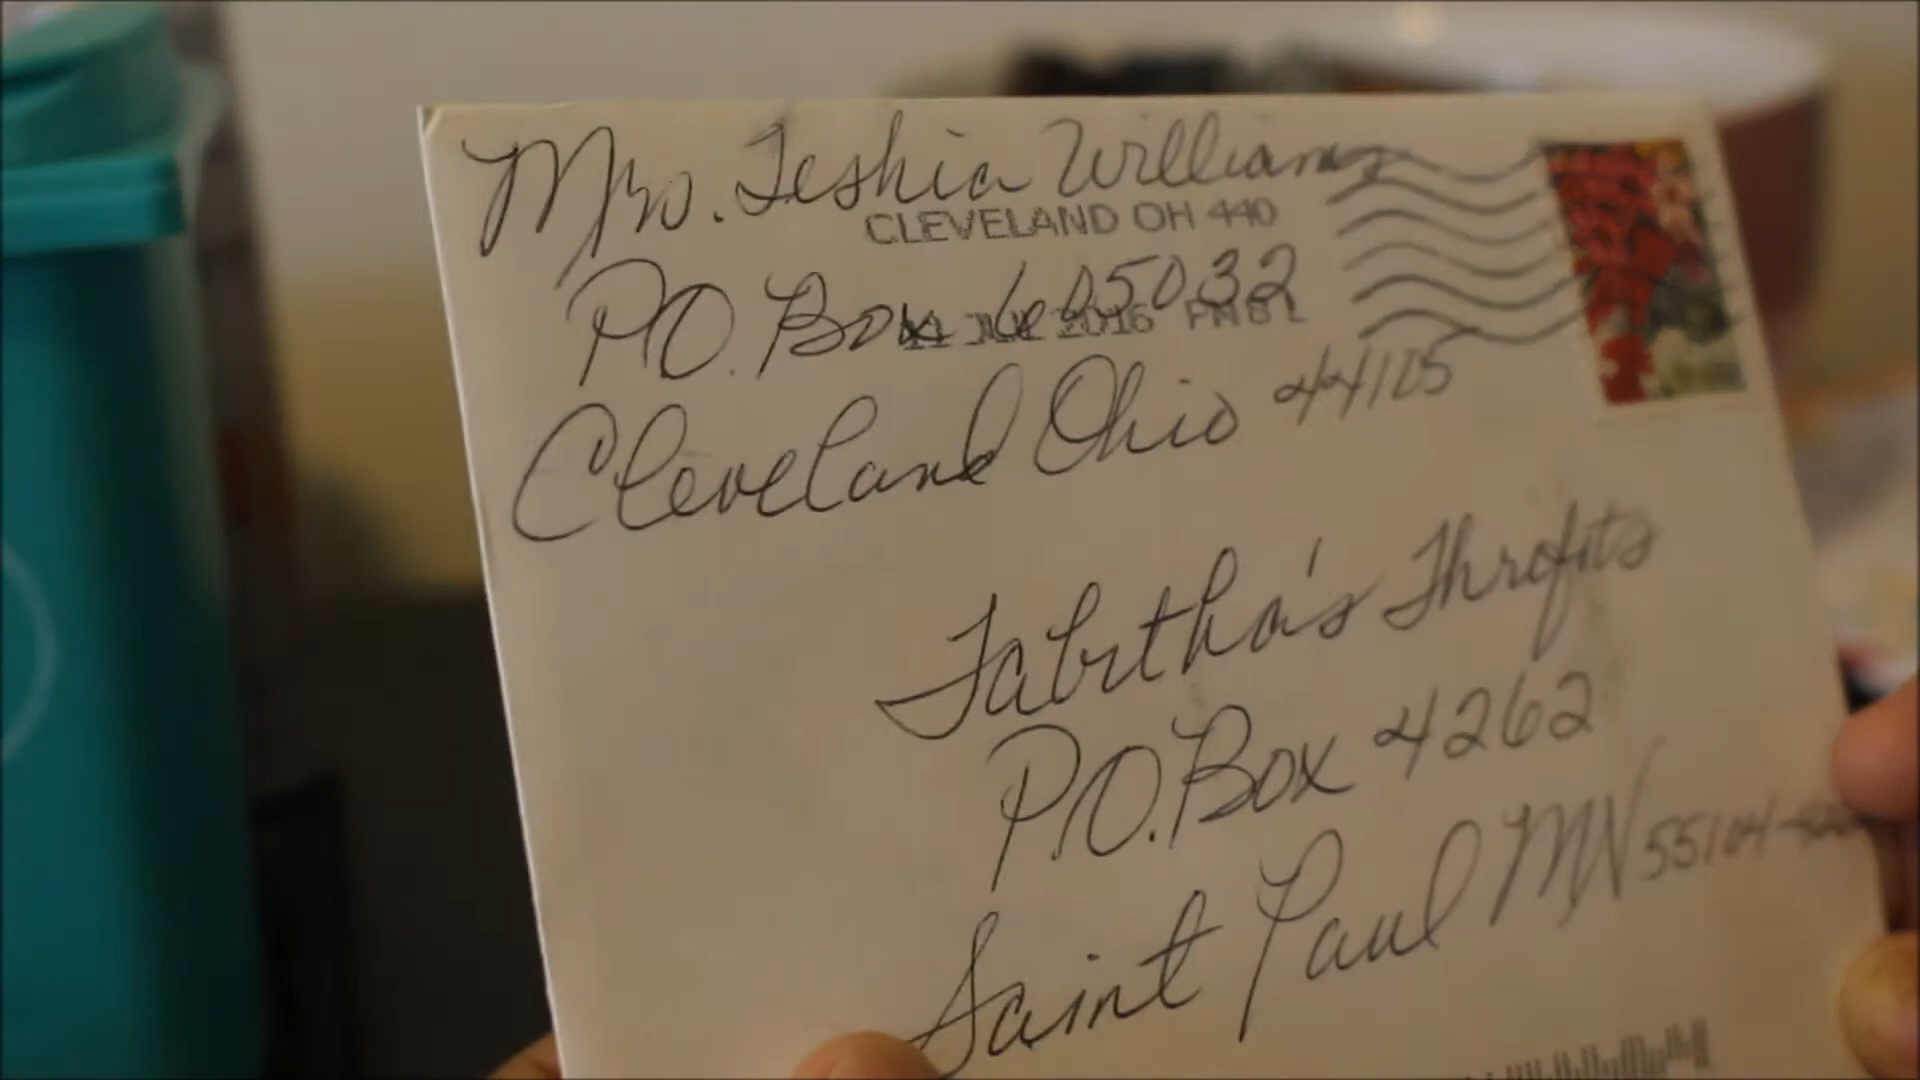 Mrs. Teshia Williams
CLEVELAND OH 440
P.O. Box 605032
2016 PM 8 L
Cleveland Ohio 44105
Tabitha's Throfits
P.O. Box 4262
Saint Paul MN 55104